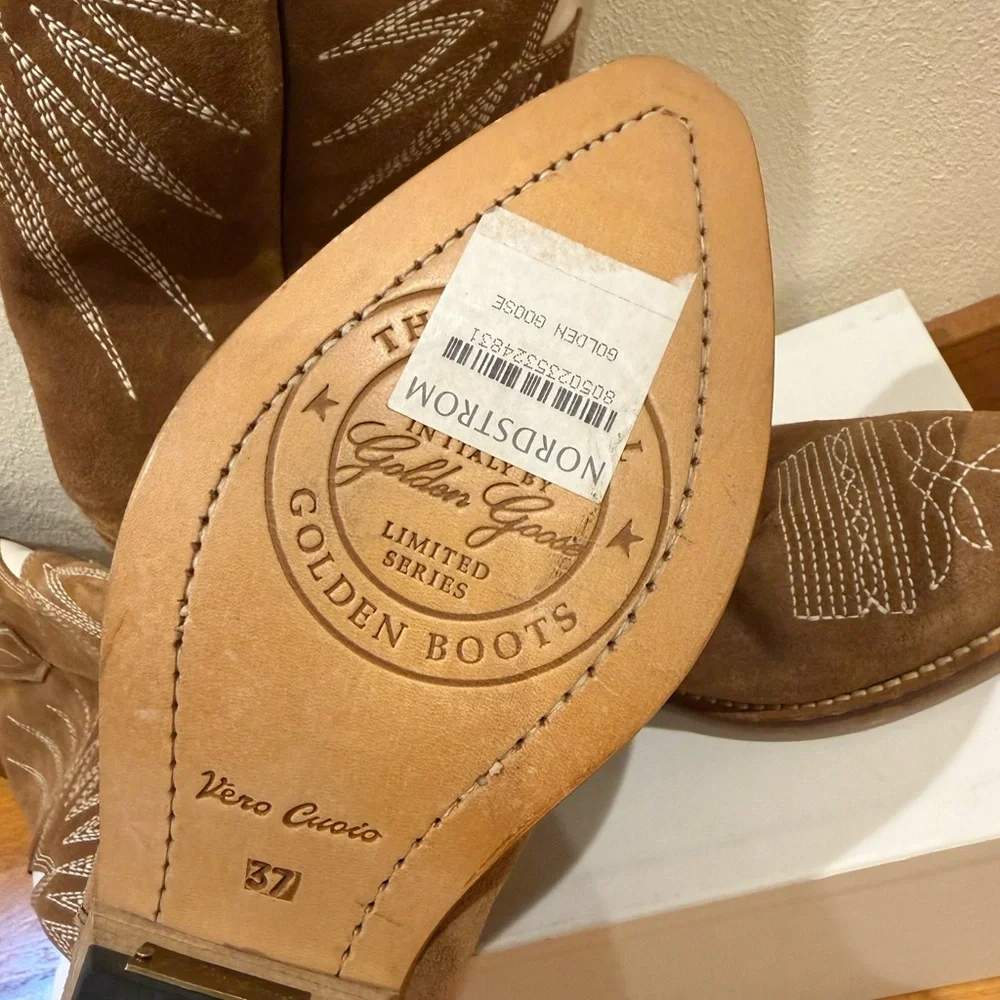 NORDSTROM
8050235324831
GOLDEN GOOSE
IN ITALY BY
Golden Goose
LIMITED
SERIES
GOLDEN BOOTS
Vero Cuoio
37